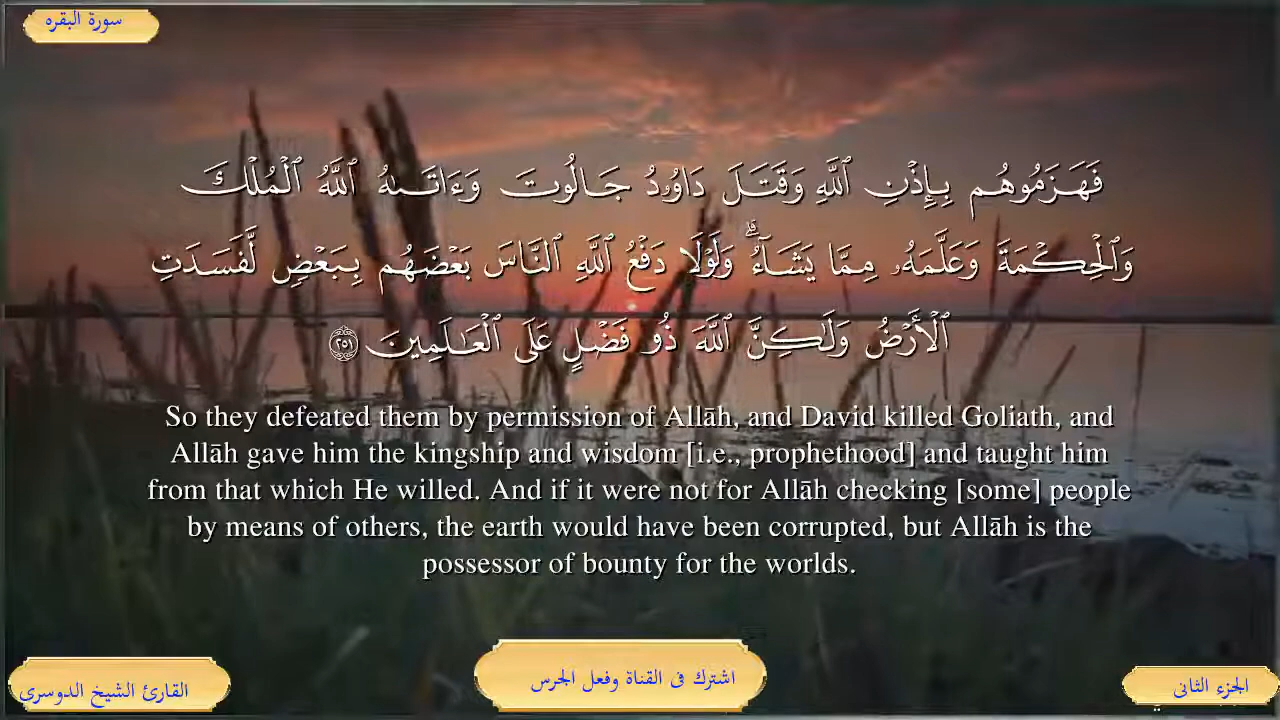 سورة البقره
فَهَزَمُوهُم بِإِذْنِ ٱللَّهِ وَقَتَلَ دَاوُۥدُ جَالُوتَ وَءَاتَىٰهُ ٱللَّهُ ٱلْمُلْكَ
وَٱلْحِكْمَةَ وَعَلَّمَهُۥ مِمَّا يَشَآءُ ۗ وَلَوْلَا دَفْعُ ٱللَّهِ ٱلنَّاسَ بَعْضَهُم بِبَعْضٍ لَّفَسَدَتِ
ٱلْأَرْضُ وَلَٰكِنَّ ٱللَّهَ ذُو فَضْلٍ عَلَى ٱلْعَٰلَمِينَ ٢٥١
So they defeated them by permission of Allāh, and David killed Goliath, and
Allāh gave him the kingship and wisdom [i.e., prophethood] and taught him
from that which He willed. And if it were not for Allāh checking [some] people
by means of others, the earth would have been corrupted, but Allāh is the
possessor of bounty for the worlds.
الجزء الثانى
اشترك فى القناة وفعل الجرس
القارئ الشيخ الدوسرى